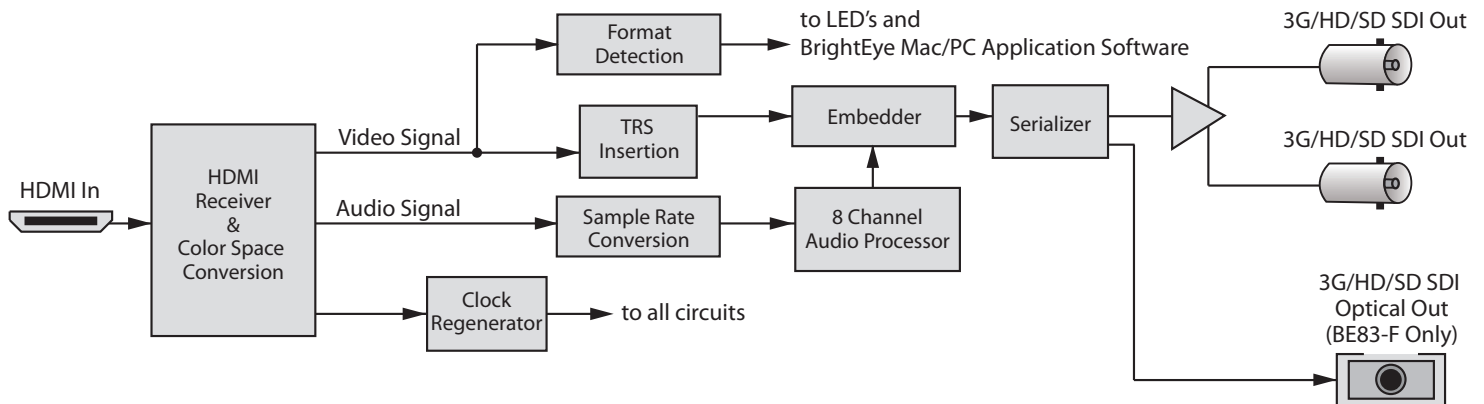 to LED's and
BrightEye Mac/PC Application Software
3G/HD/SD SDI Out
Format
Detection
Embedder
Serializer
TRS
Insertion
Video Signal
3G/HD/SD SDI Out
HDMI In
HDMI
Receiver
&
Color Space
Conversion
Audio Signal
Sample Rate
Conversion
8 Channel
Audio Processor
Clock
Regenerator
to all circuits
3G/HD/SD SDI
Optical Out
(BE83-F Only)